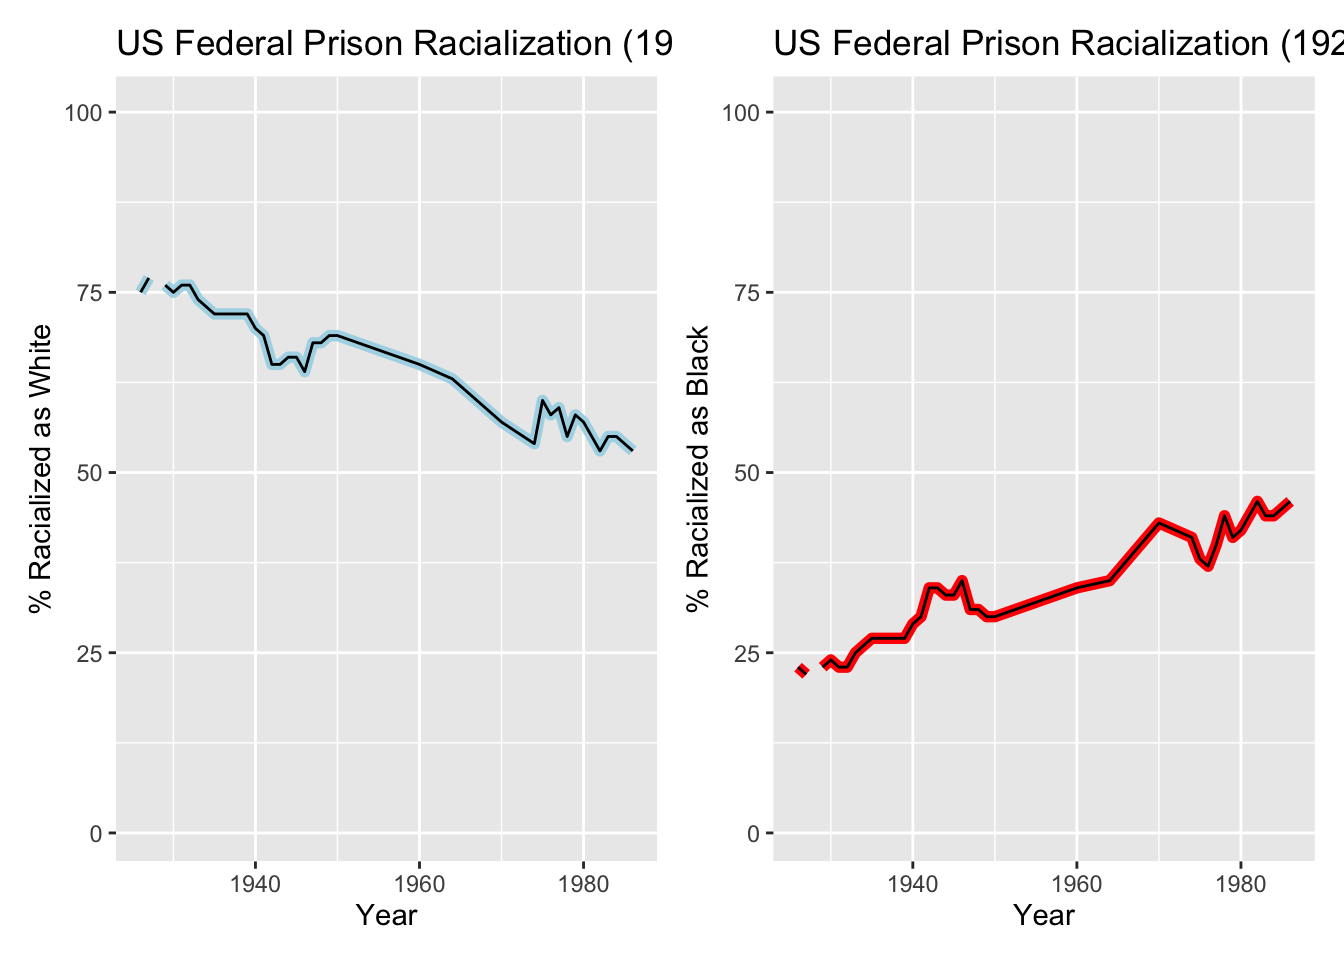 US Federal Prison Racialization (19
100
75
50
25
0
% Racialized as White
1940 1960 1980
Year
US Federal Prison Racialization (192
100
75
50
25
0
% Racialized as Black
1940 1960 1980
Year